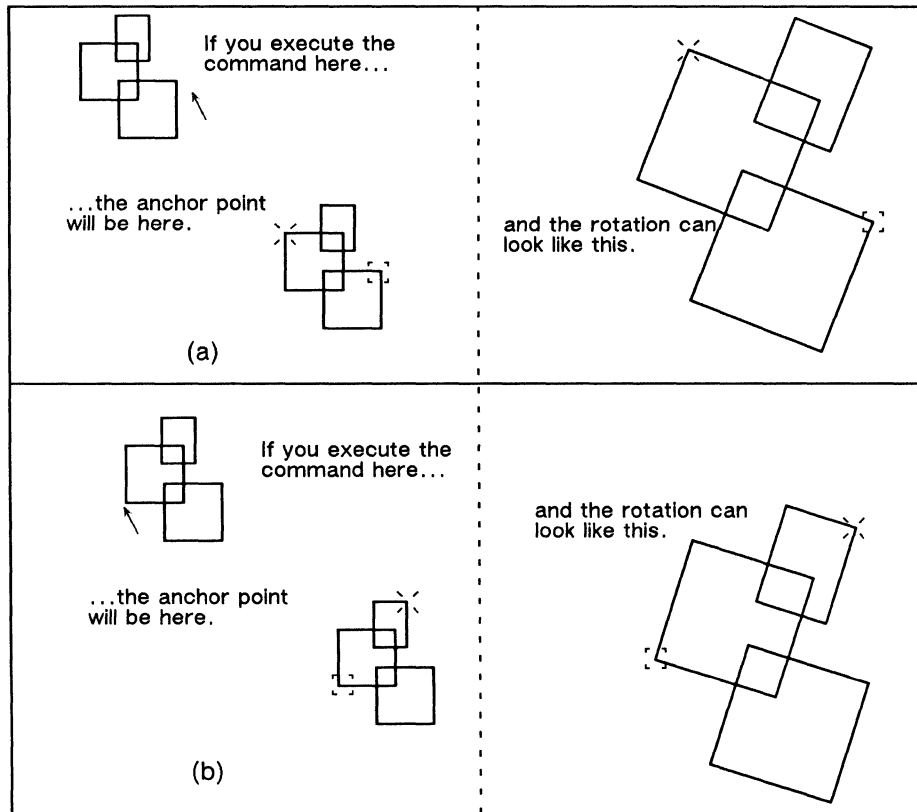 If you execute the
command here...
...the anchor point
will be here.
and the rotation can
look like this.
(a)
If you execute the
command here...
and the rotation can
look like this.
...the anchor point
will be here.
(b)